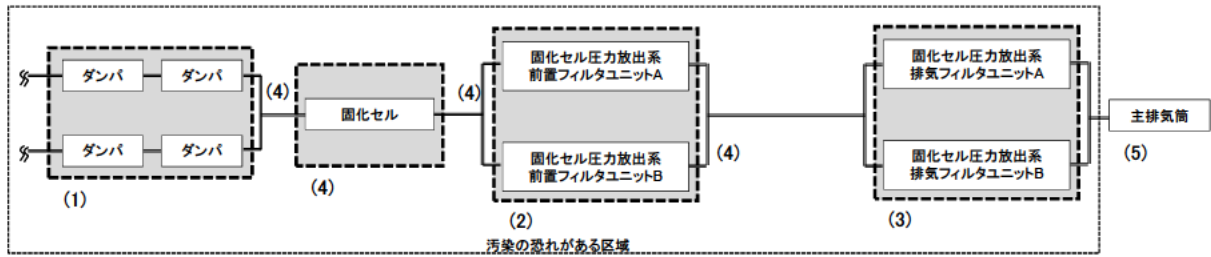 ダンパ
ダンパ
(4)
固化セル
(4)
固化セル圧力放出系
前置フィルタユニットA
固化セル圧力放出系
排気フィルタユニットA
主排気筒
(5)
ダンパ
ダンパ
(1)
(4)
固化セル圧力放出系
前置フィルタユニットB
(4)
(2)
固化セル圧力放出系
排気フィルタユニットB
(3)
汚染の恐れがある区域